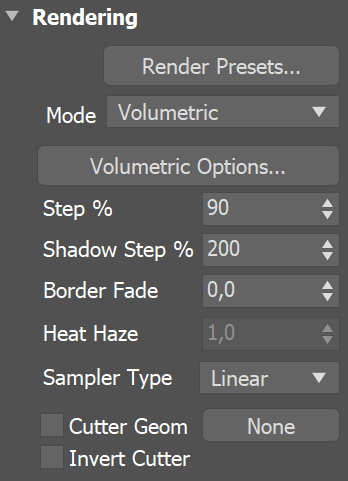 Rendering
Render Presets...
Mode Volumetric
Volumetric Options...
Step % 90
Shadow Step % 200
Border Fade 0,0
Heat Haze 1,0
Sampler Type Linear
Cutter Geom None
Invert Cutter